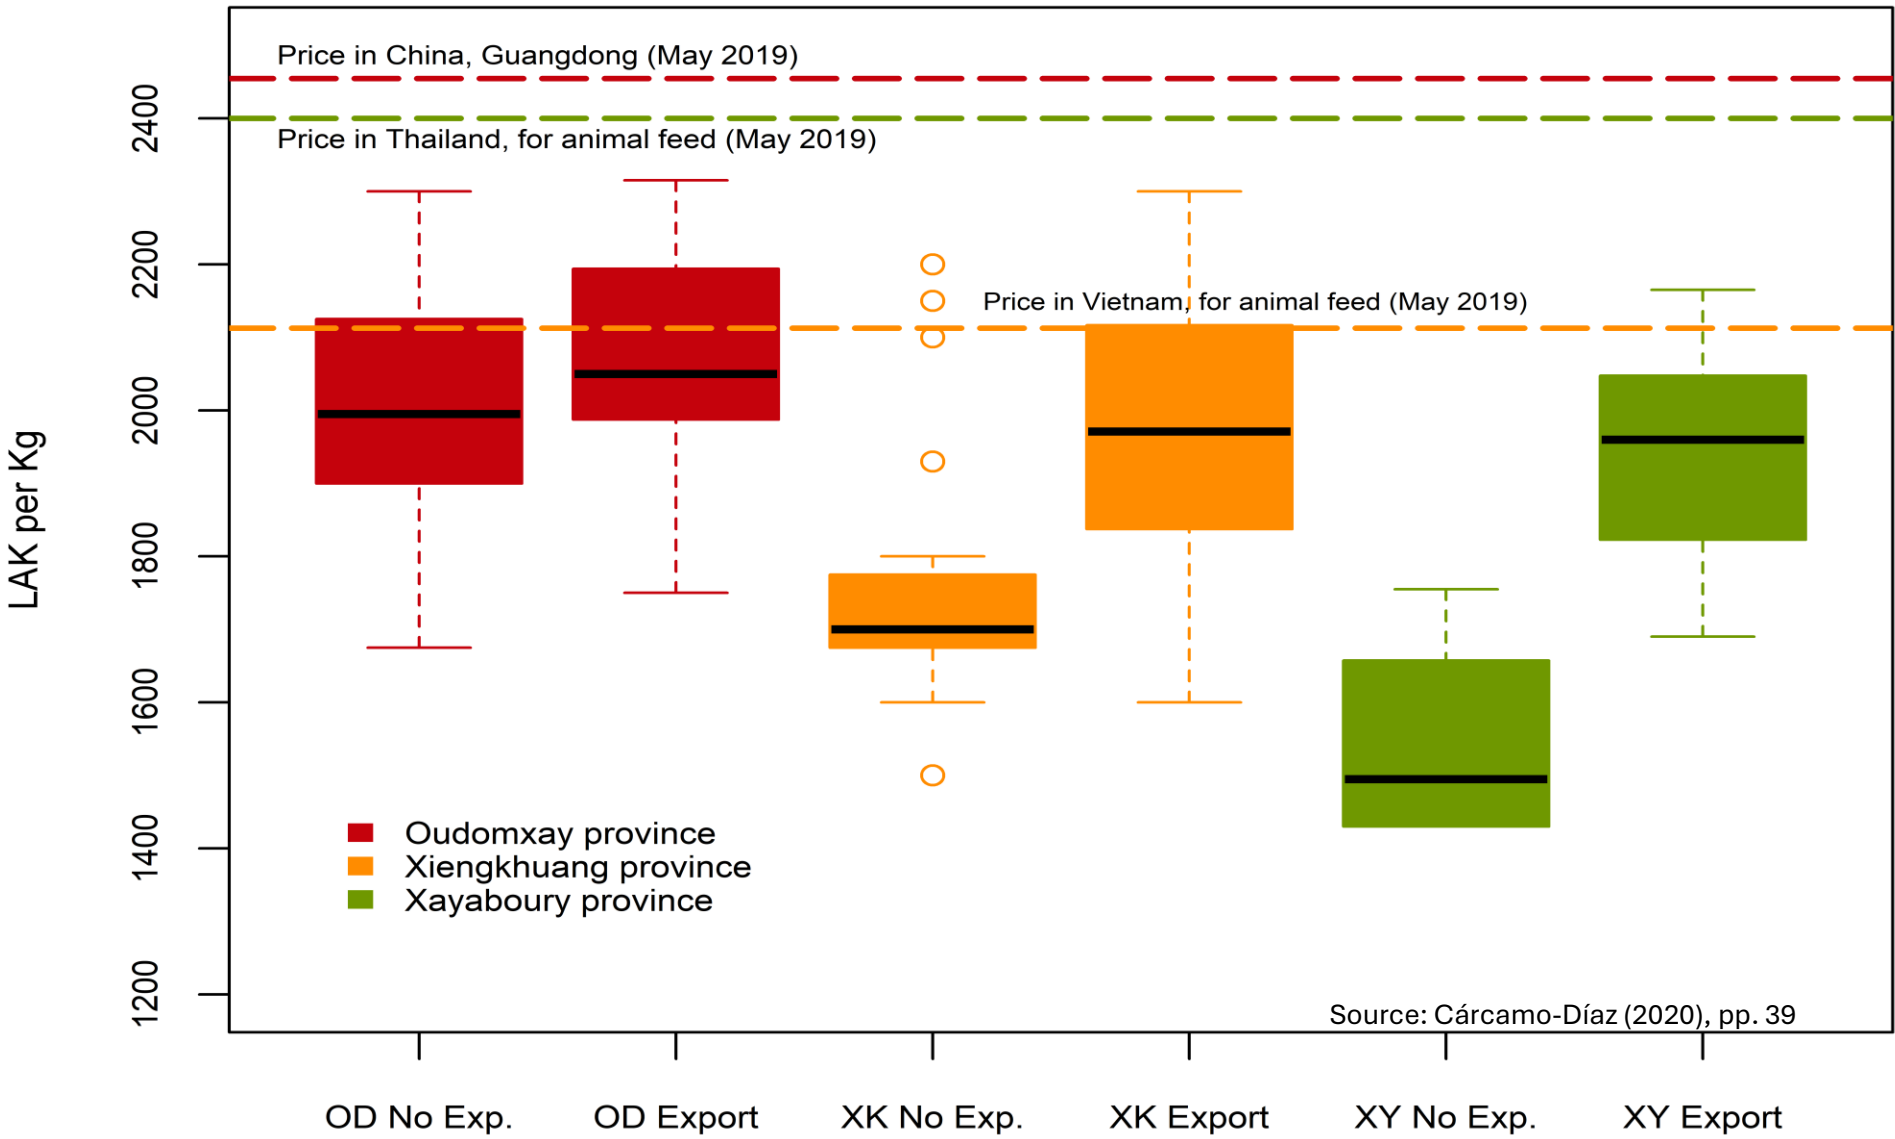 Price in China, Guangdong (May 2019)
Price in Thailand, for animal feed (May 2019)
Price in Vietnam, for animal feed (May 2019)
LAK per Kg
2400
2200
2000
1800
1600
1400
1200
Oudomxay province
Xiengkhuang province
Xayaboury province
Source: Cárcamo-Díaz (2020), pp. 39
OD No Exp.
OD Export
XK No Exp.
XK Export
XY No Exp.
XY Export